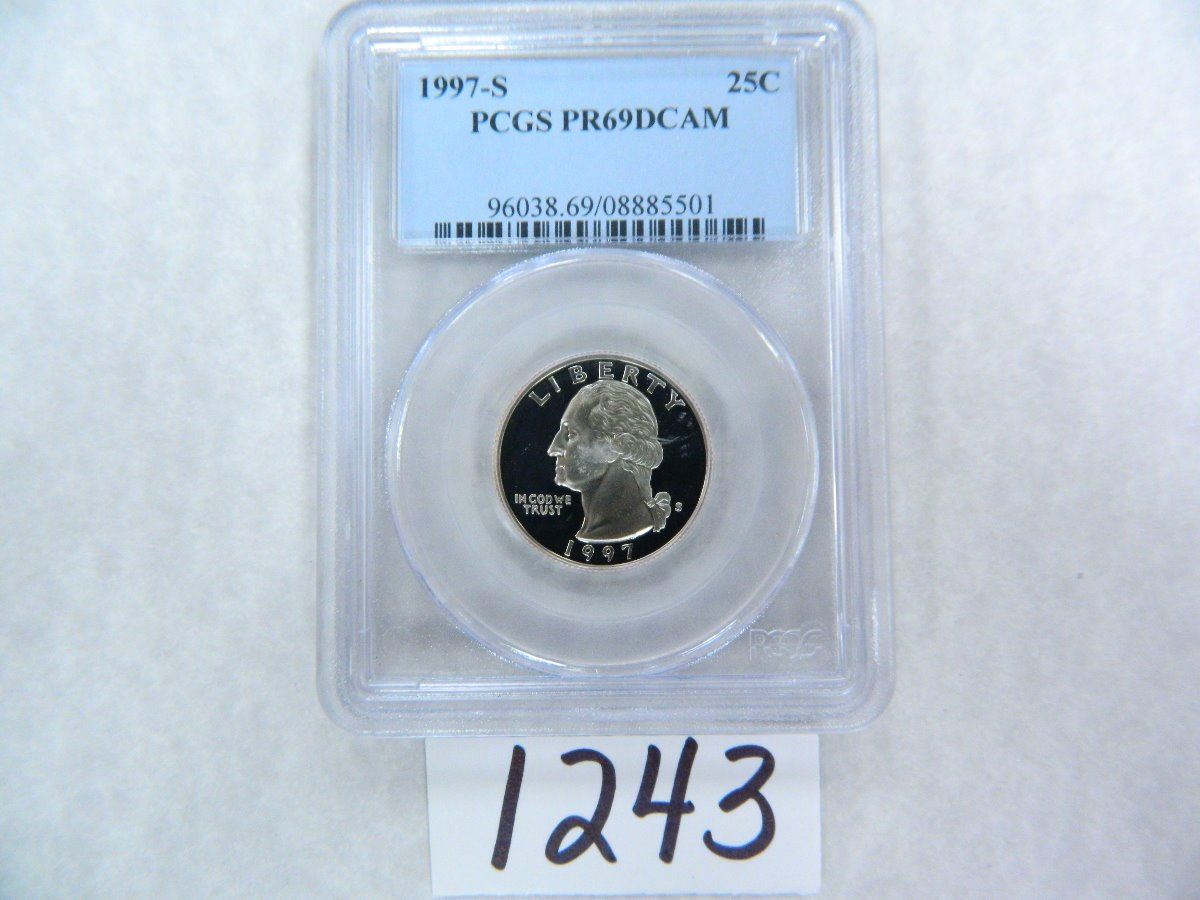 1997-S 25C
PCGS PR69DCAM
96038.69/08885501
LIBERTY
IN GOD WE
TRUST
S
1997
PCGS
1243